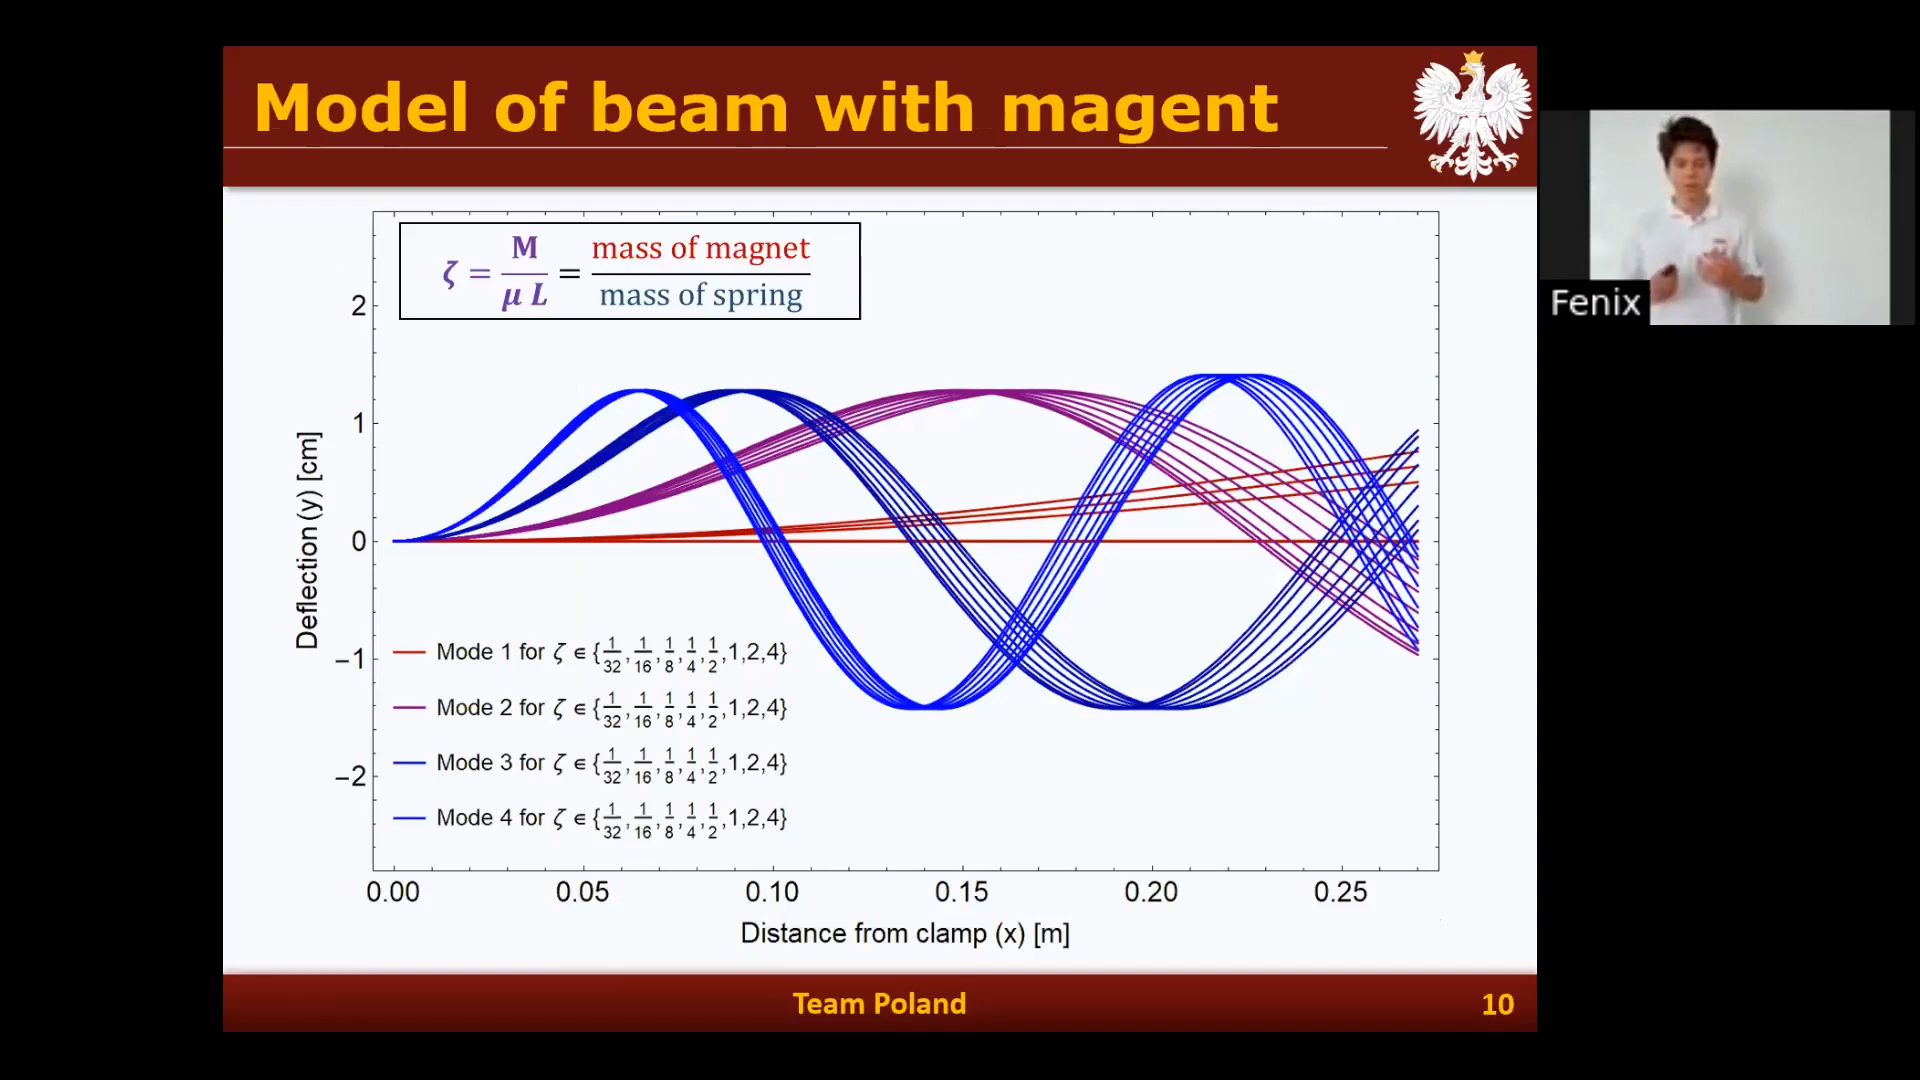 Model of beam with magent
ζ = M / μ L = mass of magnet / mass of spring
2
1
0
−1
−2
Deflection (y) [cm]
Mode 1 for ζ ∈ {1/32, 1/16, 1/8, 1/4, 1/2, 1,2,4}
Mode 2 for ζ ∈ {1/32, 1/16, 1/8, 1/4, 1/2, 1,2,4}
Mode 3 for ζ ∈ {1/32, 1/16, 1/8, 1/4, 1/2, 1,2,4}
Mode 4 for ζ ∈ {1/32, 1/16, 1/8, 1/4, 1/2, 1,2,4}
0.00 0.05 0.10 0.15 0.20 0.25
Distance from clamp (x) [m]
Team Poland
10
Fenix